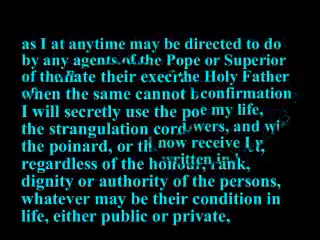 as I at anytime may be directed to do
by any agents of the Pope or Superior
of the their the Holy Father
when the same cannot confirmation
I will secretly use the my life,
the strangulation cord and
the poinard, or now receive
regardless of the rank,
dignity or authority of the persons,
whatever may be their condition in
life, either public or private,